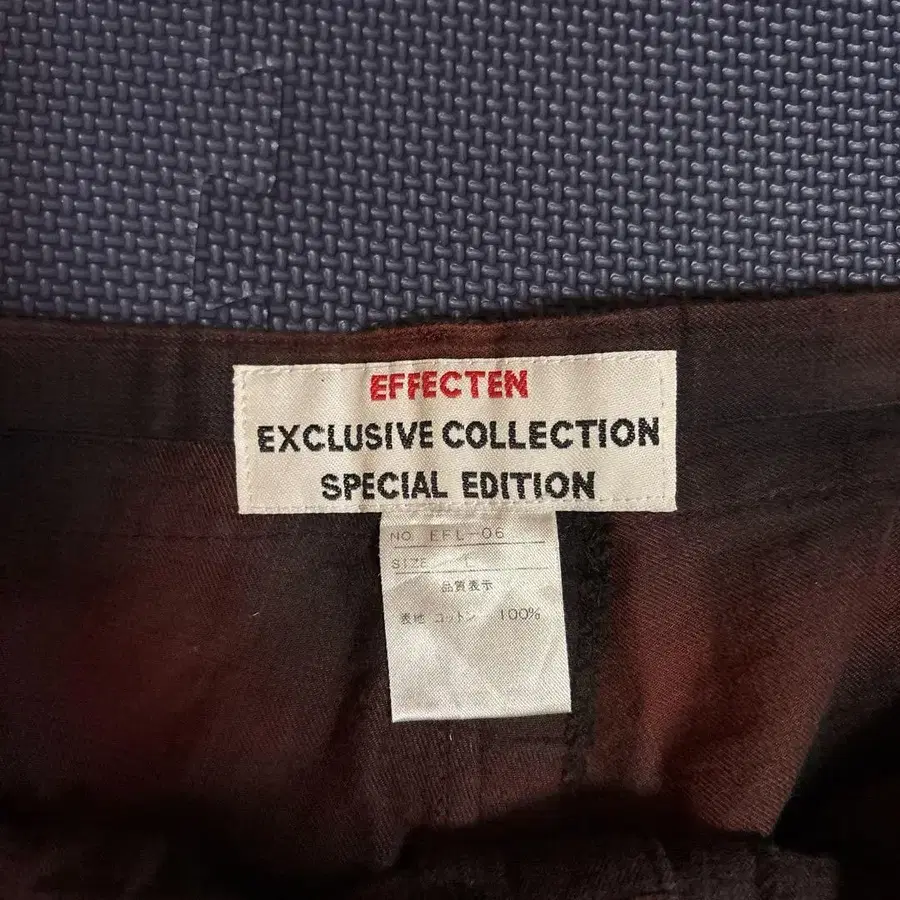 EFFECTEN
EXCLUSIVE COLLECTION
SPECIAL EDITION
NO EFL-06
SIZE L
品質表示
表地 コットン 100%